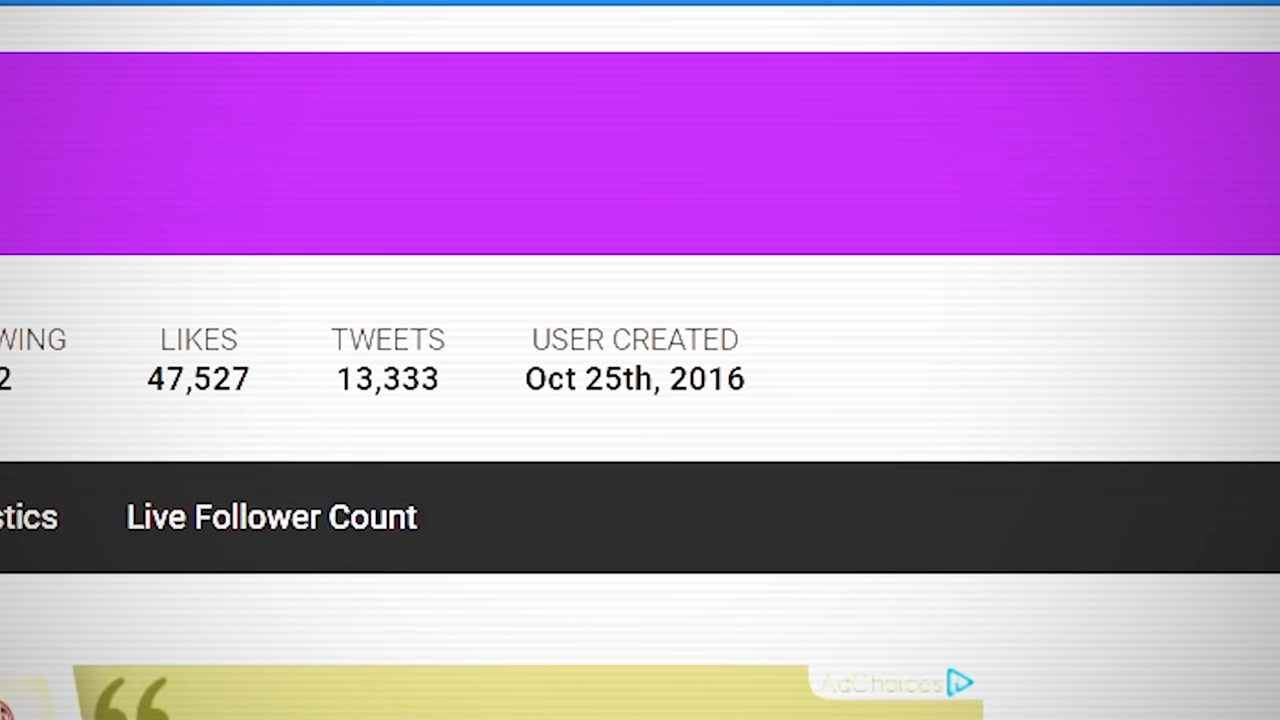 WING LIKES TWEETS USER CREATED
2 47,527 13,333 Oct 25th, 2016
stics Live Follower Count
“
AdChoices